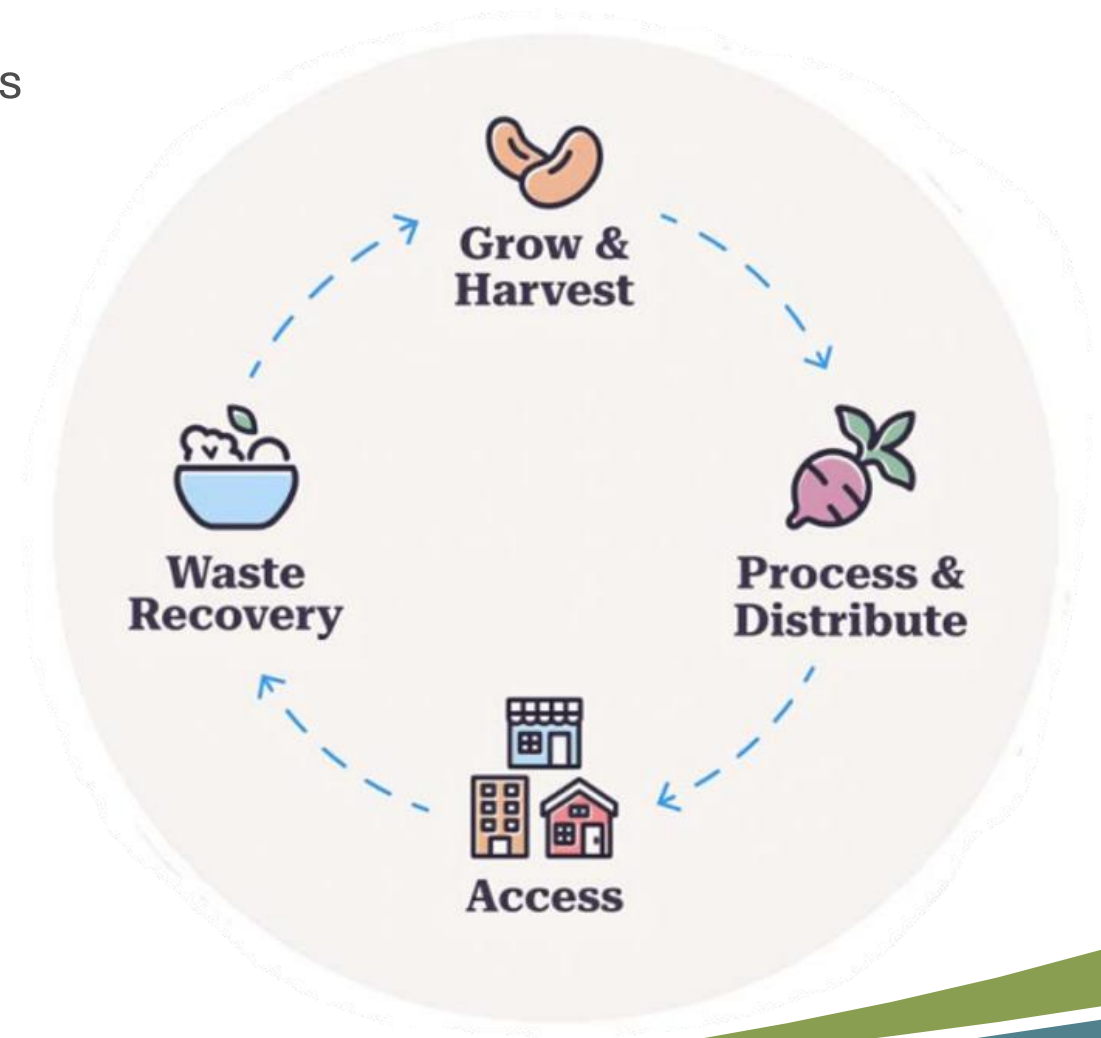 s
Grow &
Harvest
Process &
Distribute
Access
Waste
Recovery